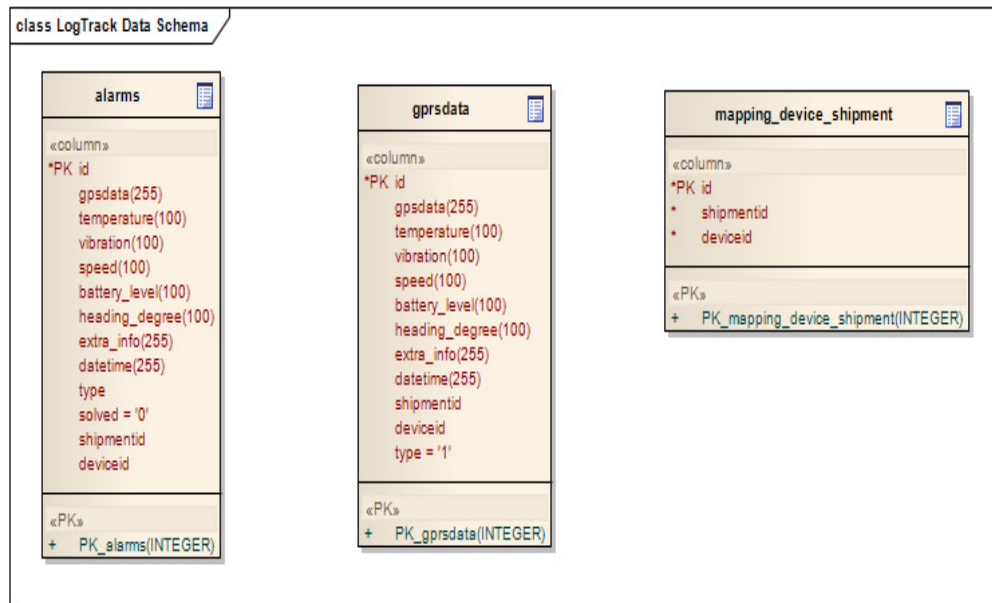 class LogTrack Data Schema
alarms
«column»
*PK id
gpsdata(255)
temperature(100)
vibration(100)
speed(100)
battery_level(100)
heading_degree(100)
extra_info(255)
datetime(255)
type
solved = '0'
shipmentid
deviceid
«PK»
+ PK_alarms(INTEGER)
gprsdata
«column»
*PK id
gpsdata(255)
temperature(100)
vibration(100)
speed(100)
battery_level(100)
heading_degree(100)
extra_info(255)
datetime(255)
shipmentid
deviceid
type = '1'
«PK»
+ PK_gprsdata(INTEGER)
mapping_device_shipment
«column»
*PK id
* shipmentid
* deviceid
«PK»
+ PK_mapping_device_shipment(INTEGER)